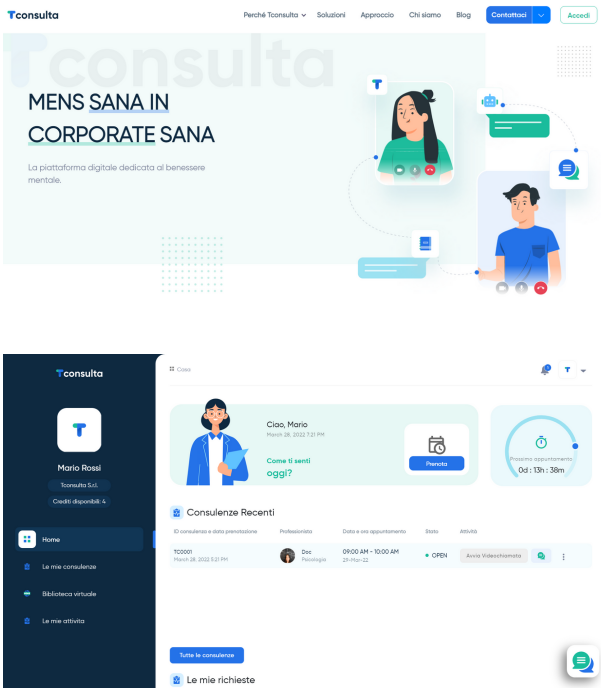 Tconsulta
Perché Tconsulta
Soluzioni
Approccio
Chi siamo
Blog
Contattaci
Accedi
Tconsulta
MENS SANA IN
CORPORATE SANA
La piattaforma digitale dedicata al benessere
mentale.
Tconsulta
Casa
Mario Rossi
Tconsulta S.r.l.
Crediti disponibili: 4
Home
Le mie consulenze
Biblioteca virtuale
Le mie attivita
Ciao, Mario
March 28, 2022 7:21 PM
Come ti senti
oggi?
Prenota
Prossimo appuntamento
0d : 13h : 38m
Consulenze Recenti
ID consulenza e data prenotazione
Professionista
Data e ora appuntamento
Stato
Attività
TC0001
March 28, 2022 5:21 PM
Doc
Psicologia
09:00 AM - 10:00 AM
29-Mar-22
OPEN
Avvia Videochiamata
Tutte le consulenze
Le mie richieste